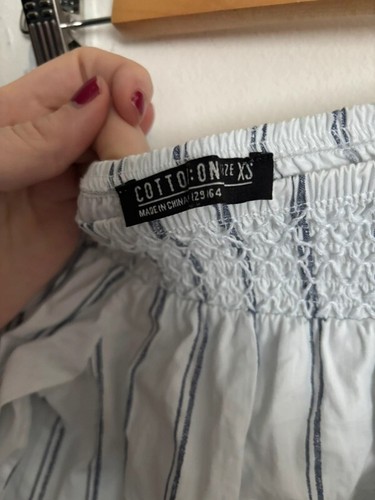 COTTON:ON SIZE XS
MADE IN CHINA 129164